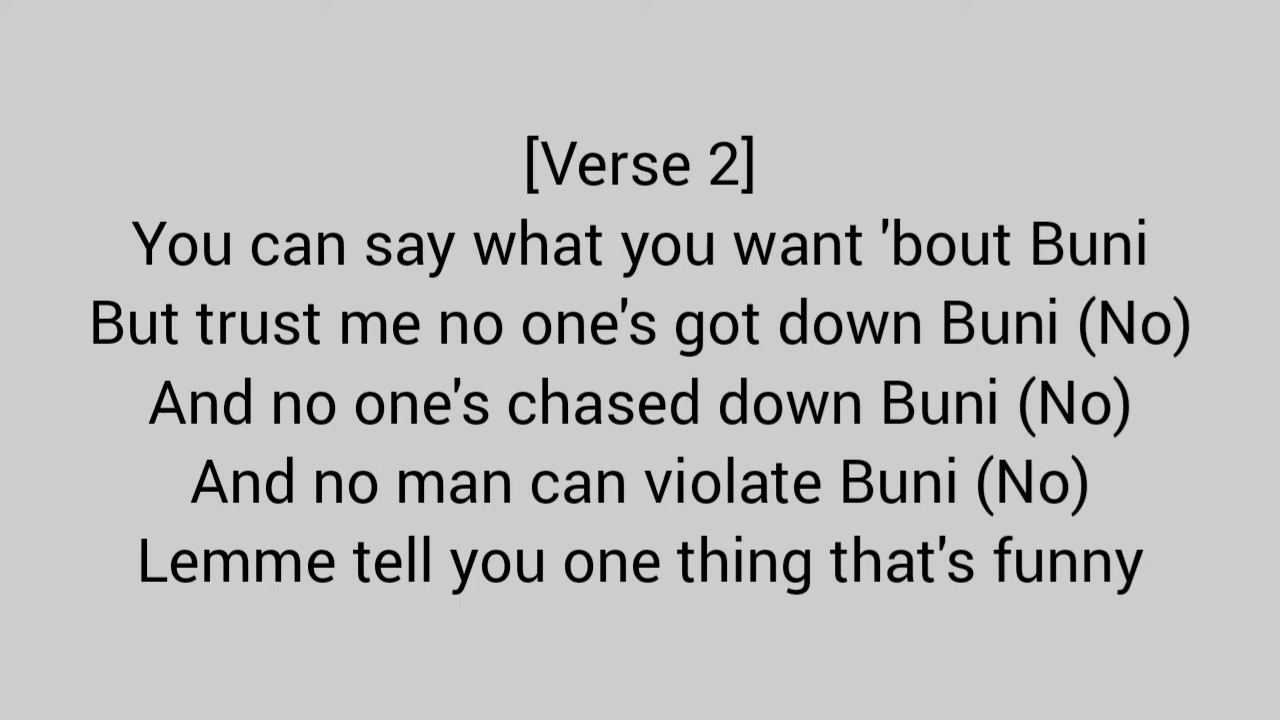 [Verse 2]
You can say what you want 'bout Buni
But trust me no one's got down Buni (No)
And no one's chased down Buni (No)
And no man can violate Buni (No)
Lemme tell you one thing that's funny